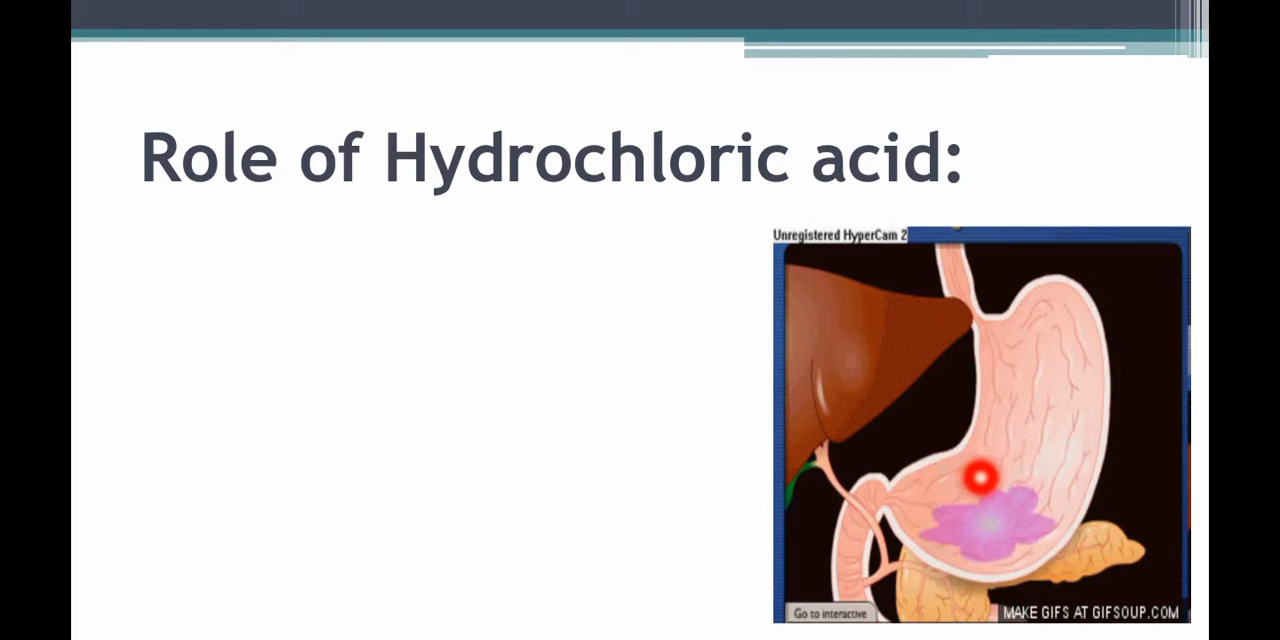 Role of Hydrochloric acid:
Unregistered HyperCam 2
Go to interactive
MAKE GIFS AT GIFSOUP.COM